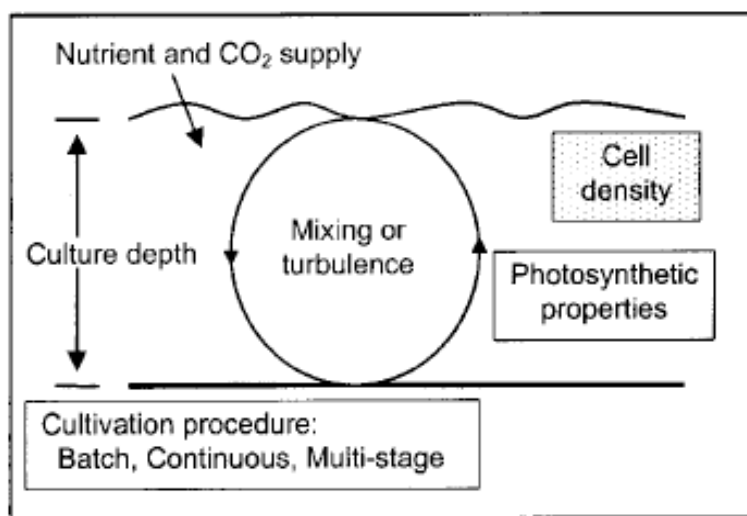 Nutrient and CO₂ supply
Cell
density
Mixing or
turbulence
Culture depth
Photosynthetic
properties
Cultivation procedure:
Batch, Continuous, Multi-stage